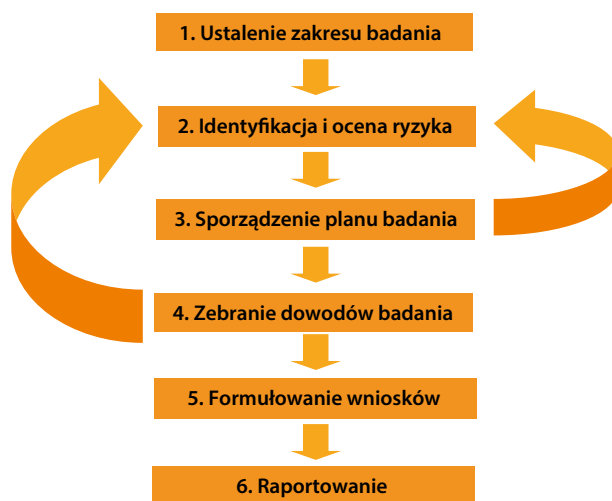 1. Ustalenie zakresu badania
2. Identyfikacja i ocena ryzyka
3. Sporządzenie planu badania
4. Zebranie dowodów badania
5. Formułowanie wniosków
6. Raportowanie